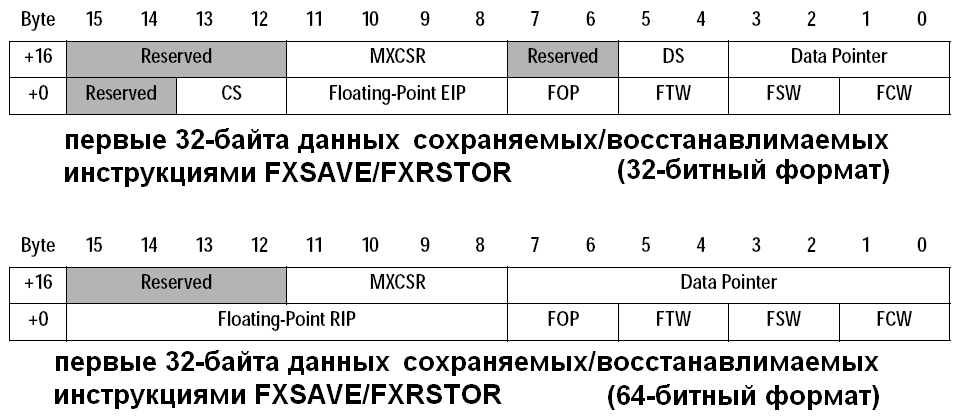 Byte 15 14 13 12 11 10 9 8 7 6 5 4 3 2 1 0
+16 Reserved MXCSR Reserved DS Data Pointer
+0 Reserved CS Floating-Point EIP FOP FTW FSW FCW
первые 32-байта данных сохраняемых/восстанавлимаемых
инструкциями FXSAVE/FXRSTOR (32-битный формат)
Byte 15 14 13 12 11 10 9 8 7 6 5 4 3 2 1 0
+16 Reserved MXCSR Data Pointer
+0 Floating-Point RIP FOP FTW FSW FCW
первые 32-байта данных сохраняемых/восстанавлимаемых
инструкциями FXSAVE/FXRSTOR (64-битный формат)